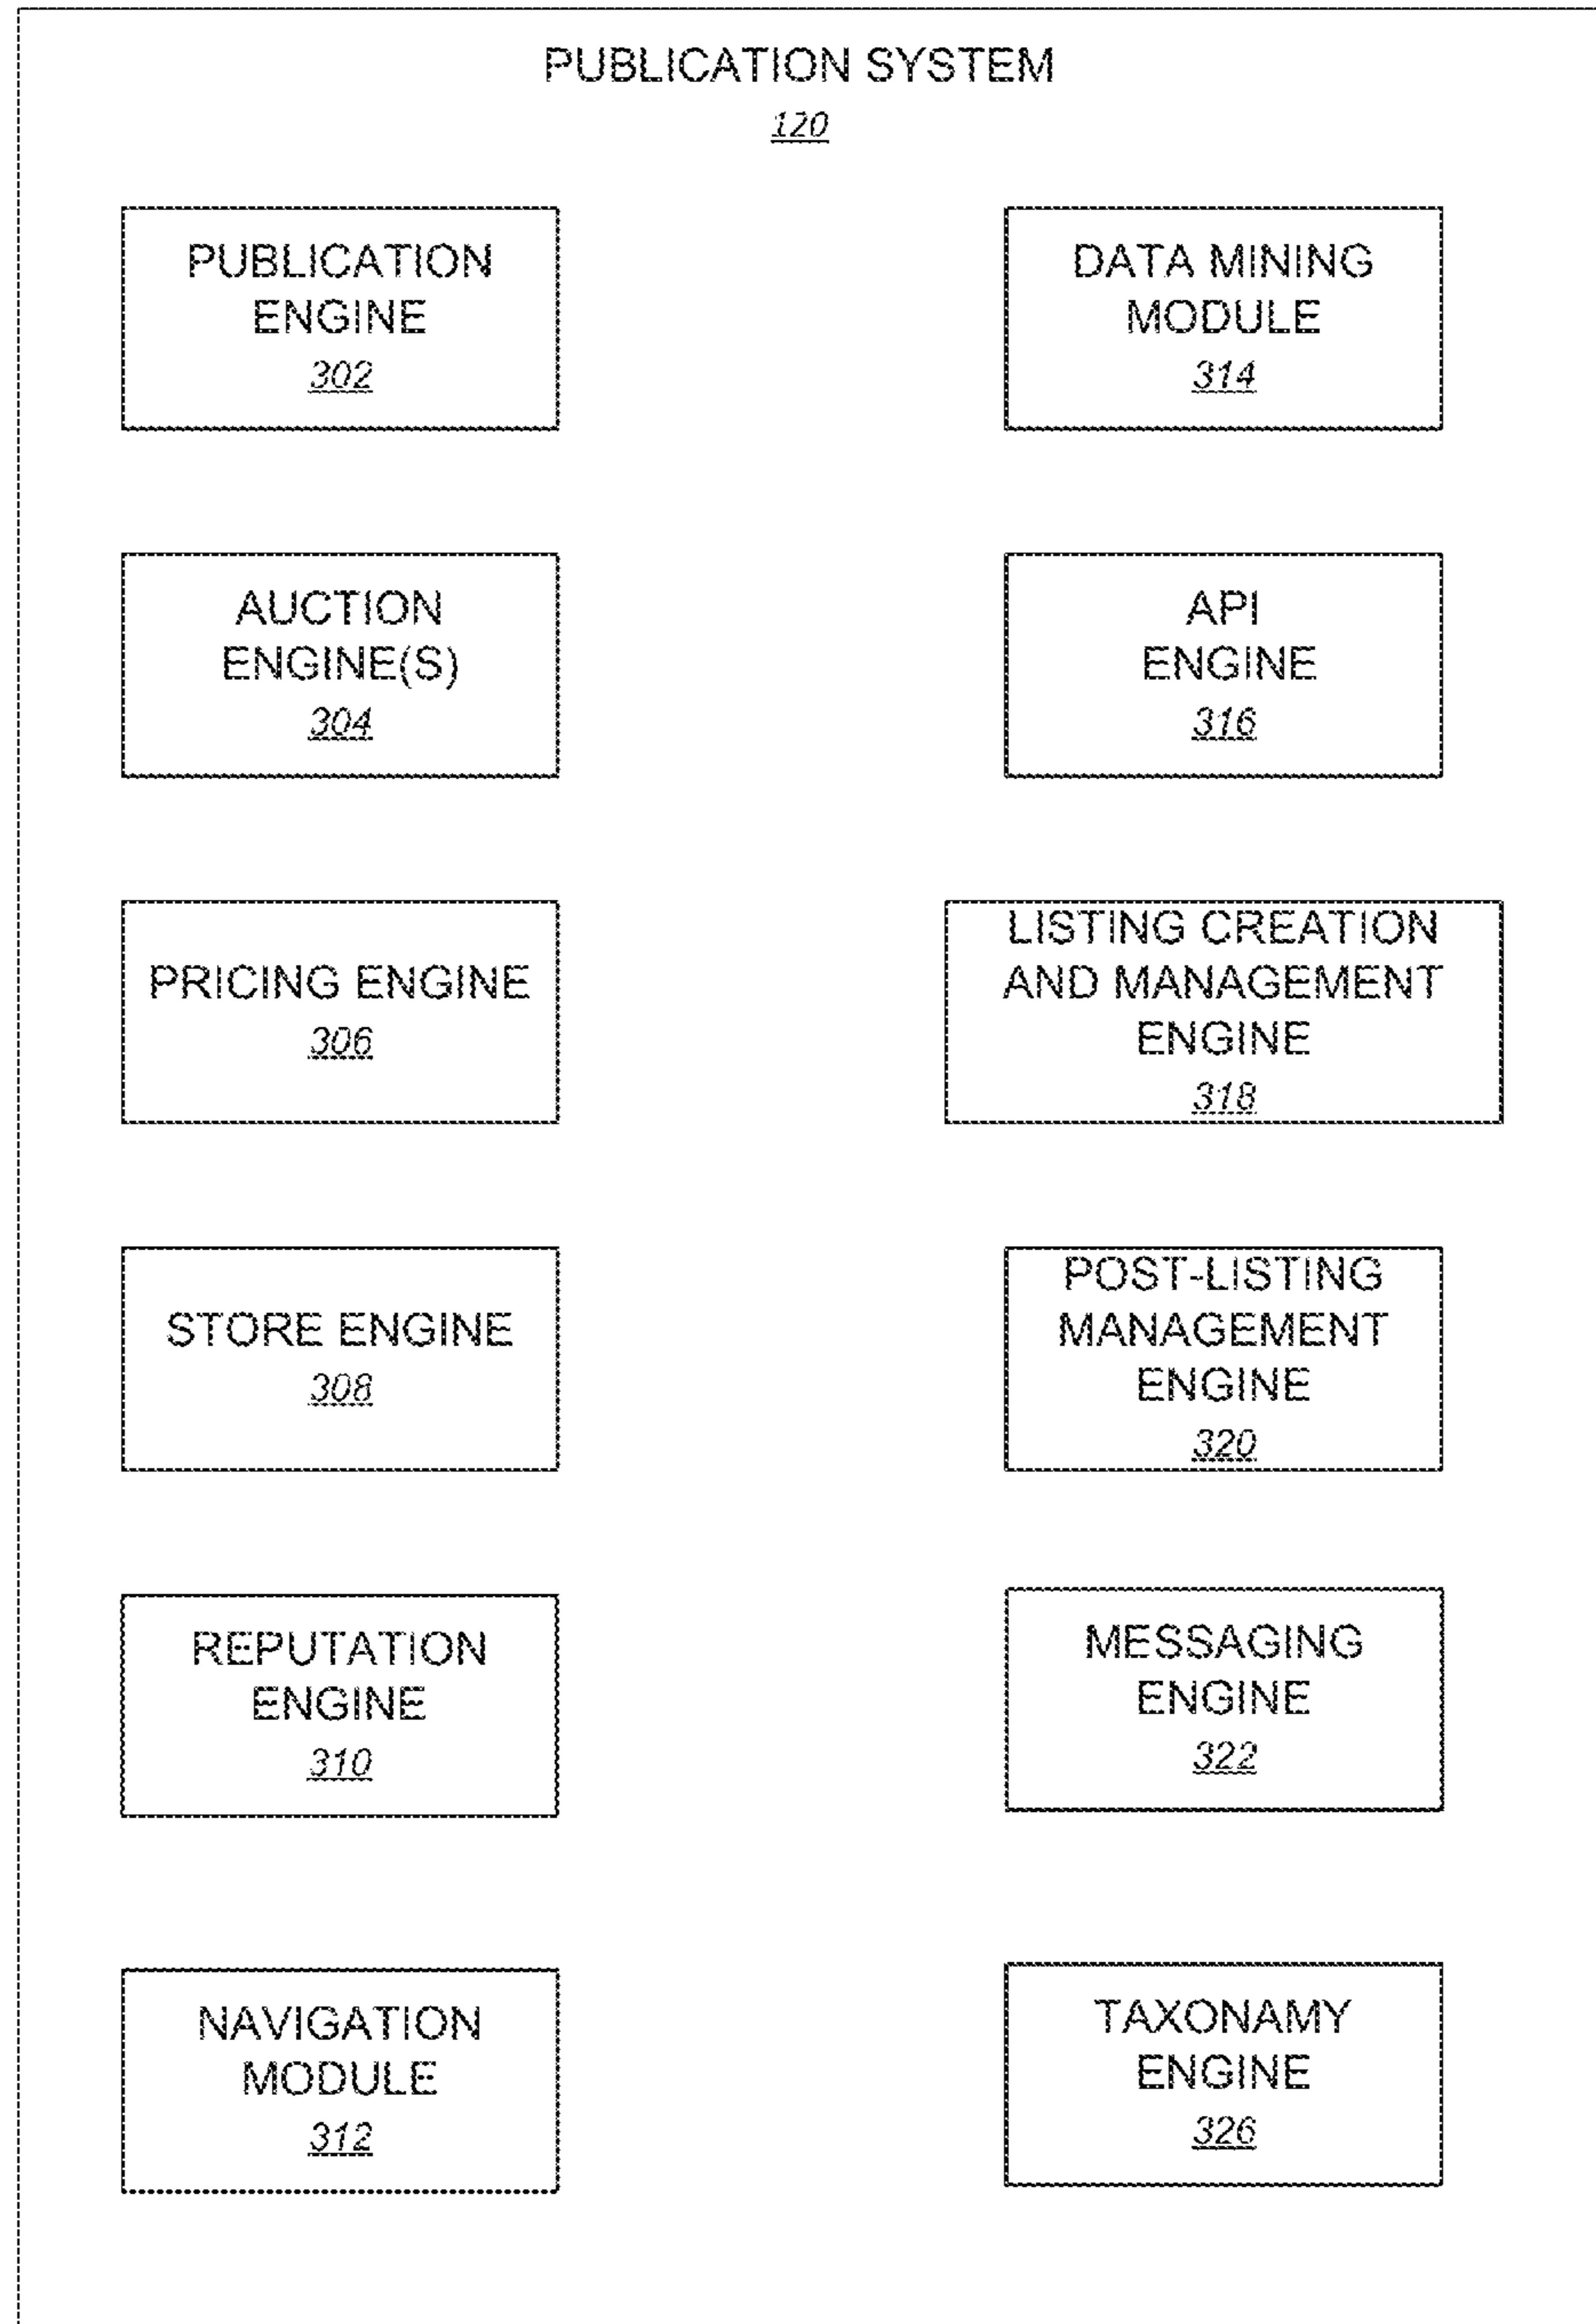 PUBLICATION SYSTEM
120
PUBLICATION
ENGINE
302
DATA MINING
MODULE
314
AUCTION
ENGINE(S)
304
API
ENGINE
316
PRICING ENGINE
306
LISTING CREATION
AND MANAGEMENT
ENGINE
318
STORE ENGINE
308
POST-LISTING
MANAGEMENT
ENGINE
320
REPUTATION
ENGINE
310
MESSAGING
ENGINE
322
NAVIGATION
MODULE
312
TAXONAMY
ENGINE
326